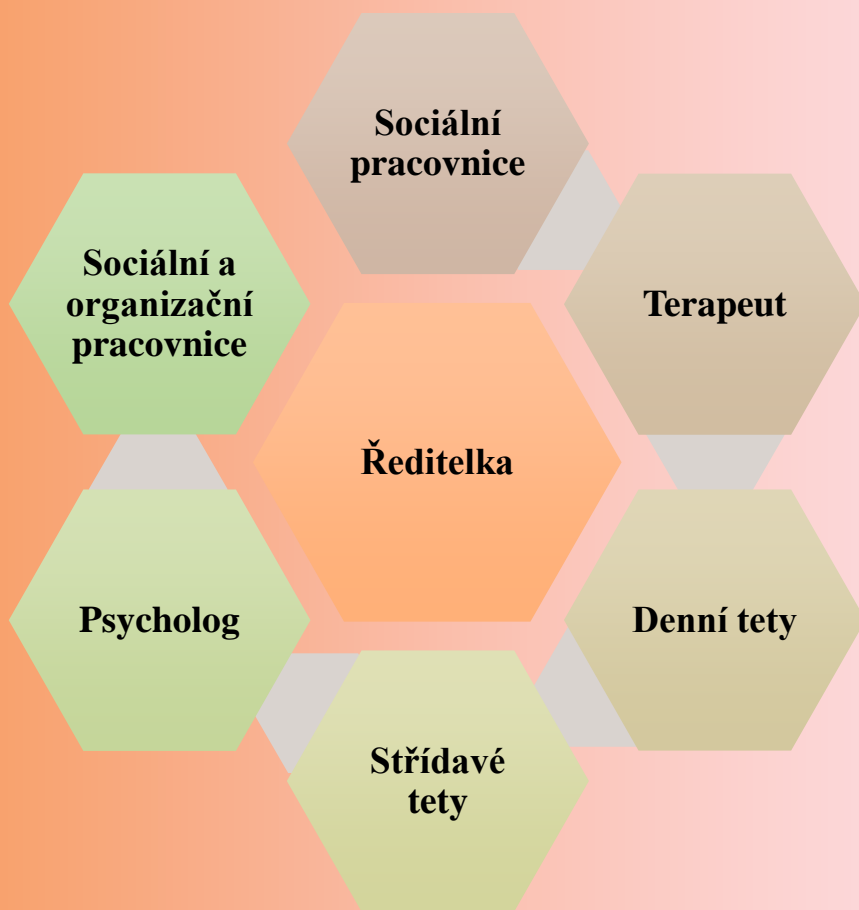 Sociální
pracovnice
Sociální a
organizační
pracovnice
Terapeut
Ředitelka
Psycholog
Denní tety
Střídavé
tety